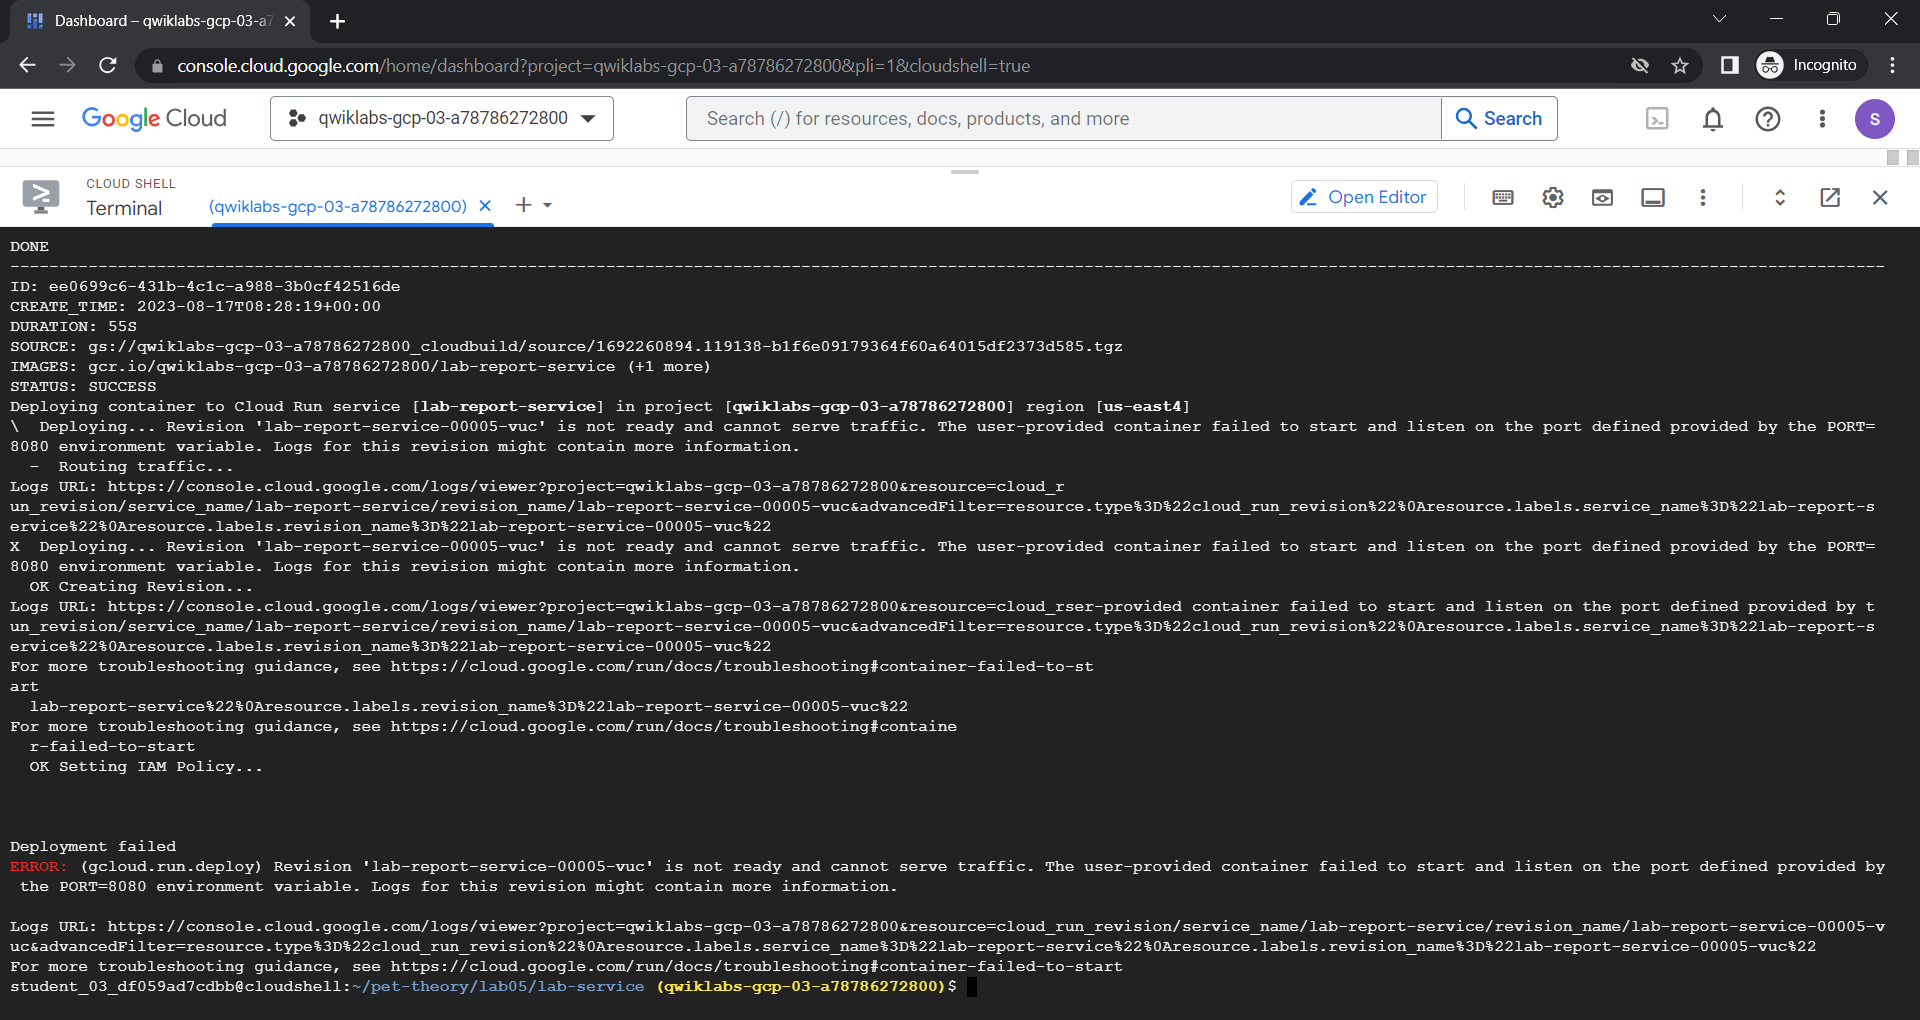 Dashboard – qwiklabs-gcp-03-a7
console.cloud.google.com/home/dashboard?project=qwiklabs-gcp-03-a78786272800&pli=1&cloudshell=true
Incognito
Google Cloud
qwiklabs-gcp-03-a78786272800
Search (/) for resources, docs, products, and more
Search
S
CLOUD SHELL
Terminal
(qwiklabs-gcp-03-a78786272800)
Open Editor
DONE
ID: ee0699c6-431b-4c1c-a988-3b0cf42516de
CREATE_TIME: 2023-08-17T08:28:19+00:00
DURATION: 55S
SOURCE: gs://qwiklabs-gcp-03-a78786272800_cloudbuild/source/1692260894.119138-b1f6e09179364f60a64015df2373d585.tgz
IMAGES: gcr.io/qwiklabs-gcp-03-a78786272800/lab-report-service (+1 more)
STATUS: SUCCESS
Deploying container to Cloud Run service [lab-report-service] in project [qwiklabs-gcp-03-a78786272800] region [us-east4]
\  Deploying... Revision 'lab-report-service-00005-vuc' is not ready and cannot serve traffic. The user-provided container failed to start and listen on the port defined provided by the PORT=
8080 environment variable. Logs for this revision might contain more information.
-  Routing traffic...
Logs URL: https://console.cloud.google.com/logs/viewer?project=qwiklabs-gcp-03-a78786272800&resource=cloud_r
un_revision/service_name/lab-report-service/revision_name/lab-report-service-00005-vuc&advancedFilter=resource.type%3D%22cloud_run_revision%22%0Aresource.labels.service_name%3D%22lab-report-s
ervice%22%0Aresource.labels.revision_name%3D%22lab-report-service-00005-vuc%22
X  Deploying... Revision 'lab-report-service-00005-vuc' is not ready and cannot serve traffic. The user-provided container failed to start and listen on the port defined provided by the PORT=
8080 environment variable. Logs for this revision might contain more information.
OK Creating Revision...
Logs URL: https://console.cloud.google.com/logs/viewer?project=qwiklabs-gcp-03-a78786272800&resource=cloud_rser-provided container failed to start and listen on the port defined provided by t
un_revision/service_name/lab-report-service/revision_name/lab-report-service-00005-vuc&advancedFilter=resource.type%3D%22cloud_run_revision%22%0Aresource.labels.service_name%3D%22lab-report-s
ervice%22%0Aresource.labels.revision_name%3D%22lab-report-service-00005-vuc%22
For more troubleshooting guidance, see https://cloud.google.com/run/docs/troubleshooting#container-failed-to-st
art
lab-report-service%22%0Aresource.labels.revision_name%3D%22lab-report-service-00005-vuc%22
For more troubleshooting guidance, see https://cloud.google.com/run/docs/troubleshooting#containe
r-failed-to-start
OK Setting IAM Policy...
Deployment failed
ERROR: (gcloud.run.deploy) Revision 'lab-report-service-00005-vuc' is not ready and cannot serve traffic. The user-provided container failed to start and listen on the port defined provided by
the PORT=8080 environment variable. Logs for this revision might contain more information.
Logs URL: https://console.cloud.google.com/logs/viewer?project=qwiklabs-gcp-03-a78786272800&resource=cloud_run_revision/service_name/lab-report-service/revision_name/lab-report-service-00005-v
uc&advancedFilter=resource.type%3D%22cloud_run_revision%22%0Aresource.labels.service_name%3D%22lab-report-service%22%0Aresource.labels.revision_name%3D%22lab-report-service-00005-vuc%22
For more troubleshooting guidance, see https://cloud.google.com/run/docs/troubleshooting#container-failed-to-start
student_03_df059ad7cdbb@cloudshell:~/pet-theory/lab05/lab-service (qwiklabs-gcp-03-a78786272800)$